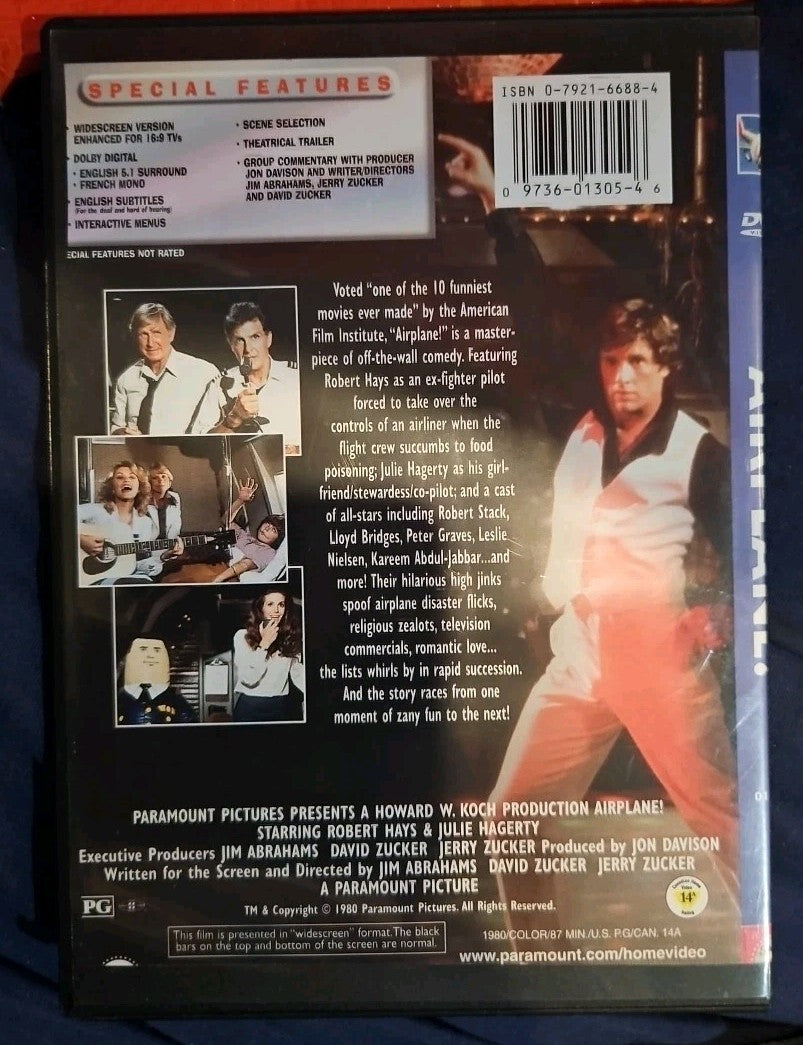 SPECIAL FEATURES
• WIDESCREEN VERSION
ENHANCED FOR 16:9 TVs
• DOLBY DIGITAL
• ENGLISH 5.1 SURROUND
• FRENCH MONO
• ENGLISH SUBTITLES
(For the deaf and hard of hearing)
• INTERACTIVE MENUS
• SCENE SELECTION
• THEATRICAL TRAILER
• GROUP COMMENTARY WITH PRODUCER
JON DAVISON AND WRITER/DIRECTORS
JIM ABRAHAMS, JERRY ZUCKER
AND DAVID ZUCKER
ECIAL FEATURES NOT RATED
ISBN 0-7921-6688-4
0 9736-01305-4 6
Voted "one of the 10 funniest
movies ever made" by the American
Film Institute, "Airplane!" is a master-
piece of off-the-wall comedy. Featuring
Robert Hays as an ex-fighter pilot
forced to take over the
controls of an airliner when the
flight crew succumbs to food
poisoning; Julie Hagerty as his girl-
friend/stewardess/co-pilot; and a cast
of all-stars including Robert Stack,
Lloyd Bridges, Peter Graves, Leslie
Nielsen, Kareem Abdul-Jabbar...and
more! Their hilarious high jinks
spoof airplane disaster flicks,
religious zealots, television
commercials, romantic love...
the lists whirls by in rapid succession.
And the story races from one
moment of zany fun to the next!
AIRPLANE!
PARAMOUNT PICTURES PRESENTS A HOWARD W. KOCH PRODUCTION AIRPLANE!
STARRING ROBERT HAYS & JULIE HAGERTY
Executive Producers JIM ABRAHAMS DAVID ZUCKER JERRY ZUCKER Produced by JON DAVISON
Written for the Screen and Directed by JIM ABRAHAMS DAVID ZUCKER JERRY ZUCKER
A PARAMOUNT PICTURE
PG
TM & Copyright © 1980 Paramount Pictures. All Rights Reserved.
14A
This film is presented in "widescreen" format. The black
bars on the top and bottom of the screen are normal.
1980/COLOR/87 MIN./U.S. PG/CAN. 14A
www.paramount.com/homevideo